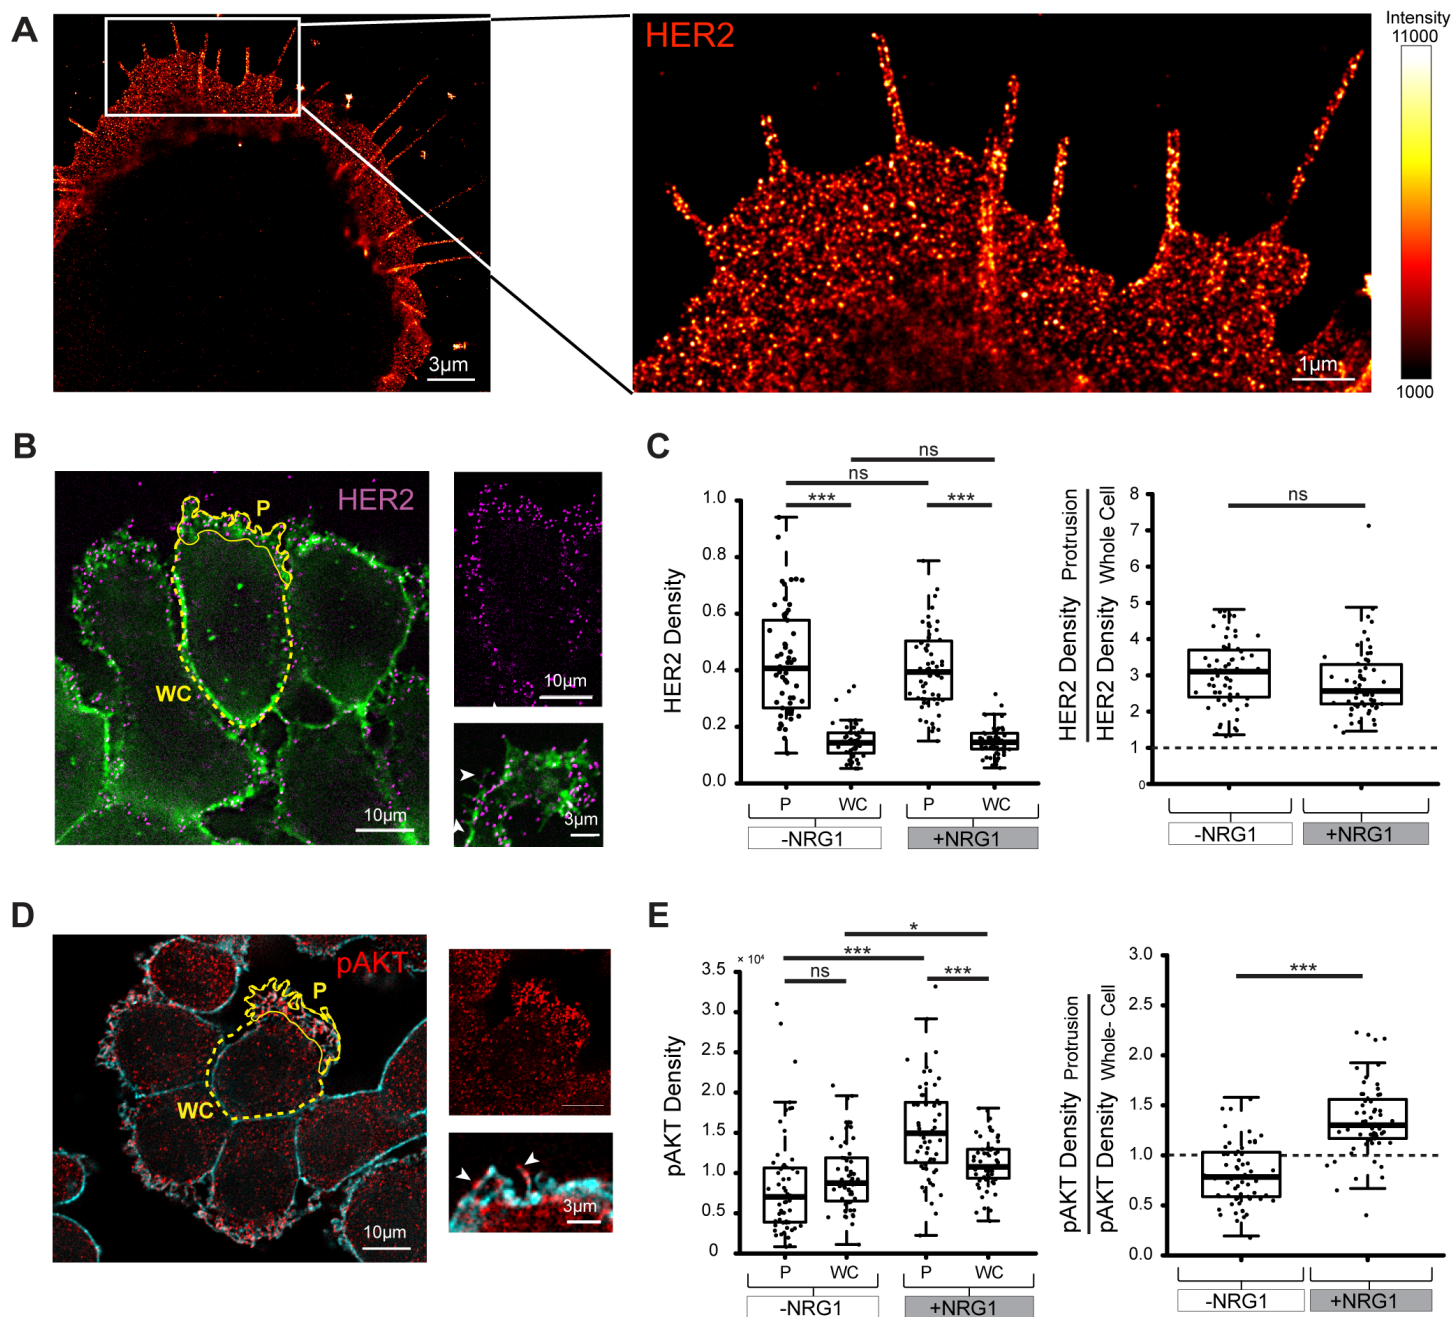 A
HER2
Intensity
11000
1000
3µm
1µm
B
HER2
P
WC
10µm
10µm
3µm
C
ns
ns
***
***
HER2 Density
1.0
0.8
0.6
0.4
0.2
0.0
P
WC
P
WC
-NRG1
+NRG1
HER2 Density Protrusion
HER2 Density Whole Cell
8
7
6
5
4
3
2
1
0
ns
-NRG1
+NRG1
D
pAKT
P
WC
10µm
3µm
E
*
***
ns
***
× 10⁴
pAKT Density
3.5
3.0
2.5
2.0
1.5
1.0
0.5
0
P
WC
P
WC
-NRG1
+NRG1
pAKT Density Protrusion
pAKT Density Whole- Cell
3.0
2.5
2.0
1.5
1.0
0.5
0.0
***
-NRG1
+NRG1